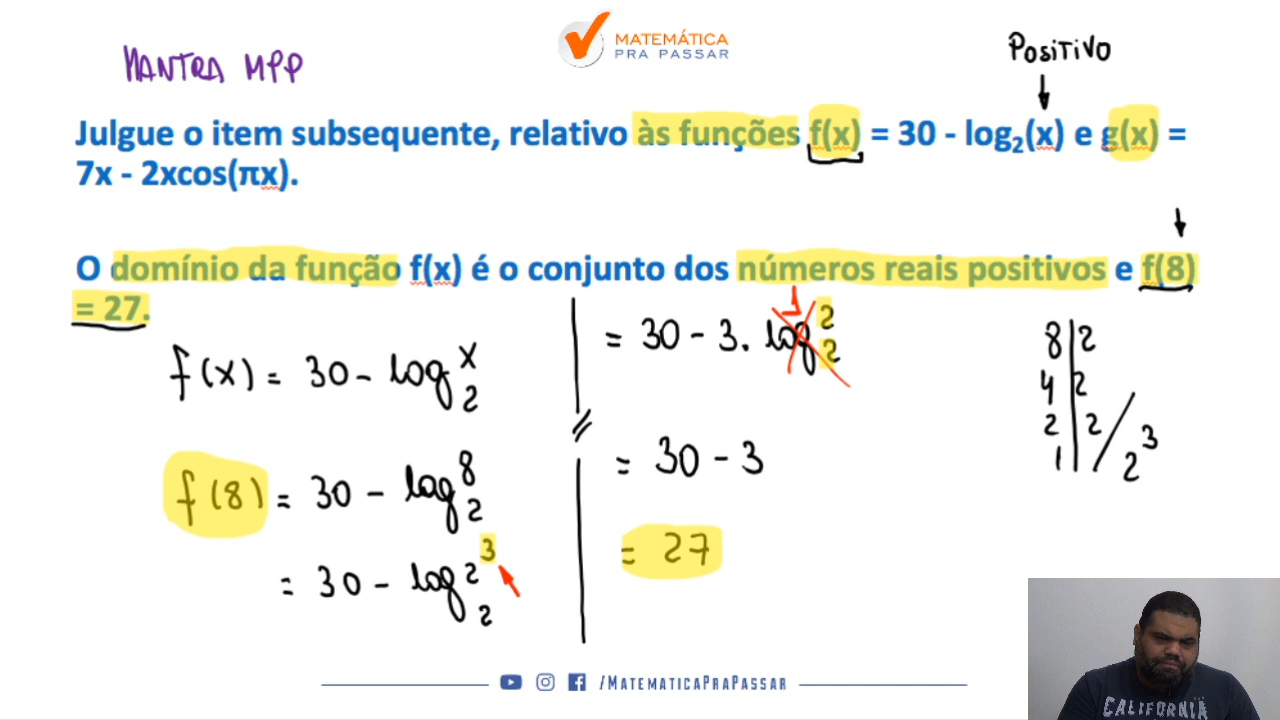 MATEMÁTICA
PRA PASSAR
MANTRA MPP
POSITIVO
Julgue o item subsequente, relativo às funções f(x) = 30 - log₂(x) e g(x) =
7x - 2xcos(πx).
O domínio da função f(x) é o conjunto dos números reais positivos e f(8)
= 27.
f(x) = 30 - log₂ x
f(8) = 30 - log₂ 8
= 30 - log₂ 2³
= 30 - 3 . log₂ 2
1
= 30 - 3
= 27
8 | 2
4 | 2
2 | 2
1 | / 2³
/MATEMATICAPRAPASSAR
CALIFORNIA